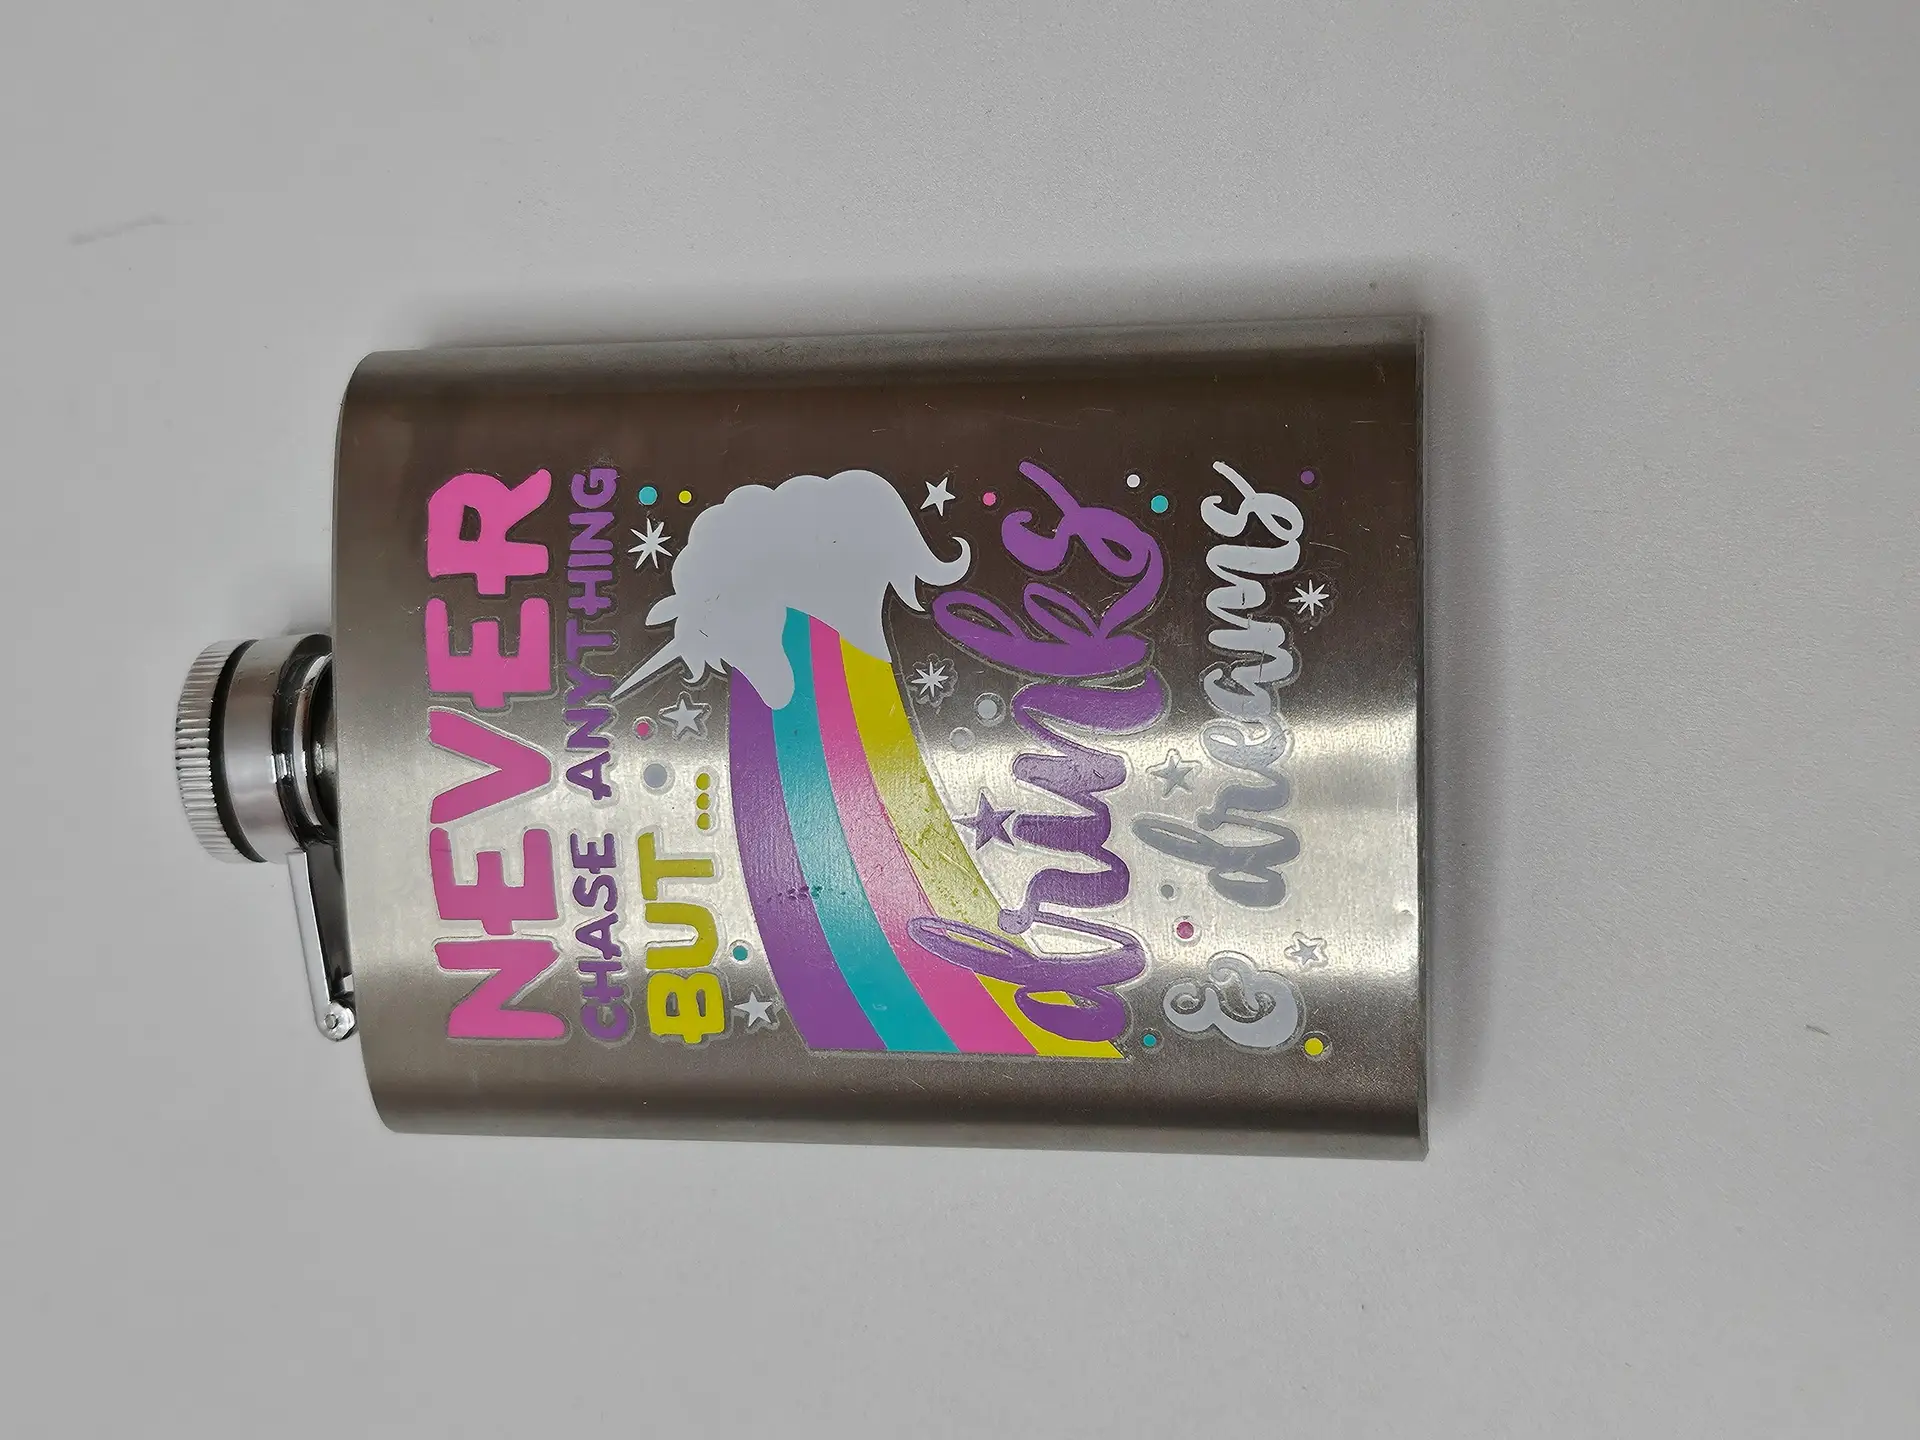 NEVER
CHASE ANYTHING
BUT...
drinks
& dreams